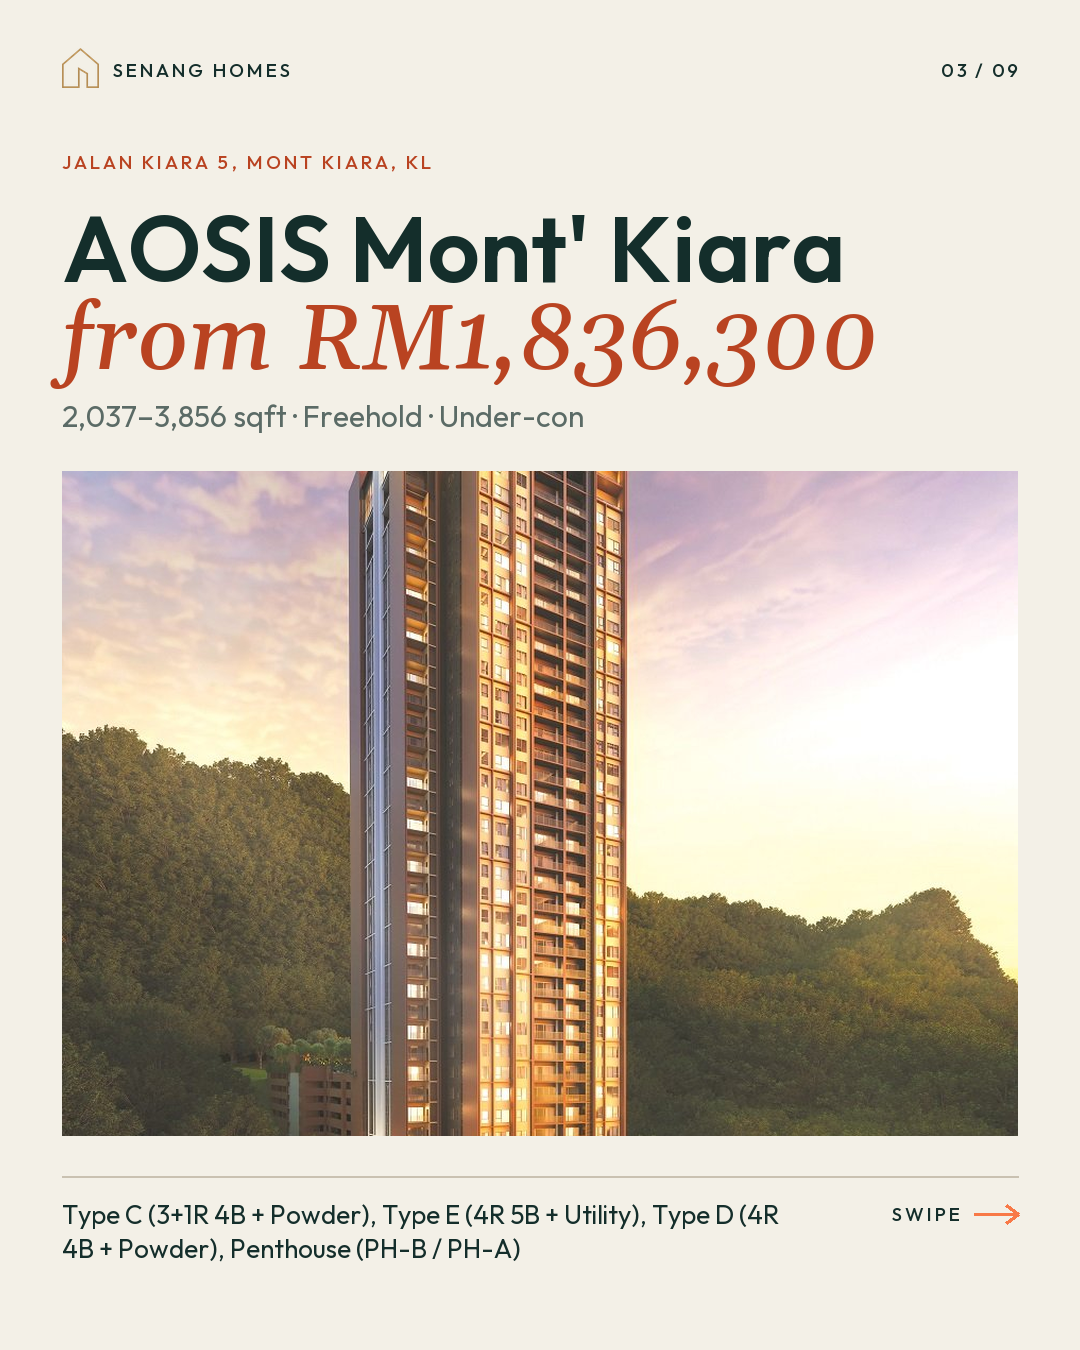 SENANG HOMES
03 / 09
JALAN KIARA 5, MONT KIARA, KL
AOSIS Mont' Kiara
from RM1,836,300
2,037–3,856 sqft · Freehold · Under-con
Type C (3+1R 4B + Powder), Type E (4R 5B + Utility), Type D (4R
4B + Powder), Penthouse (PH-B / PH-A)
SWIPE